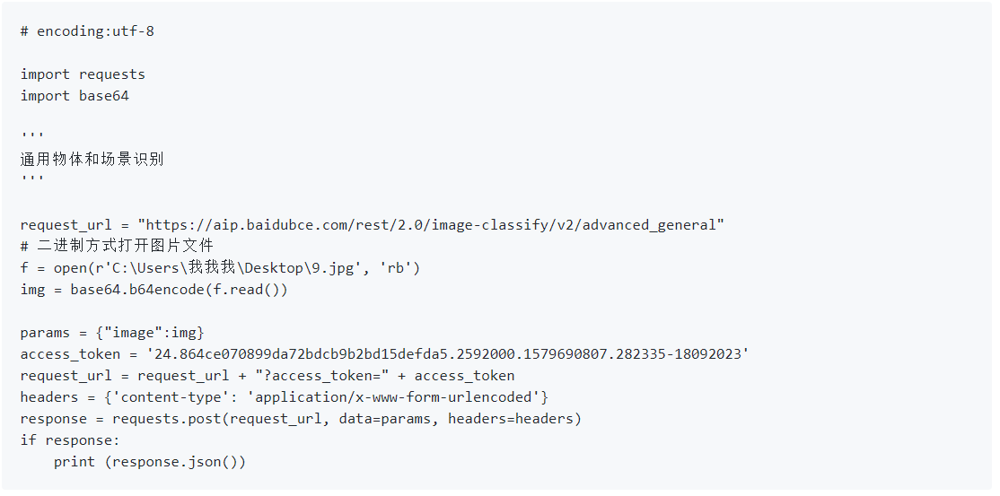 # encoding:utf-8
import requests
import base64
'''
通用物体和场景识别
'''
request_url = "https://aip.baidubce.com/rest/2.0/image-classify/v2/advanced_general"
# 二进制方式打开图片文件
f = open(r'C:\Users\我我我\Desktop\9.jpg', 'rb')
img = base64.b64encode(f.read())
params = {"image":img}
access_token = '24.864ce070899da72bdcb9b2bd15defda5.2592000.1579690807.282335-18092023'
request_url = request_url + "?access_token=" + access_token
headers = {'content-type': 'application/x-www-form-urlencoded'}
response = requests.post(request_url, data=params, headers=headers)
if response:
    print (response.json())